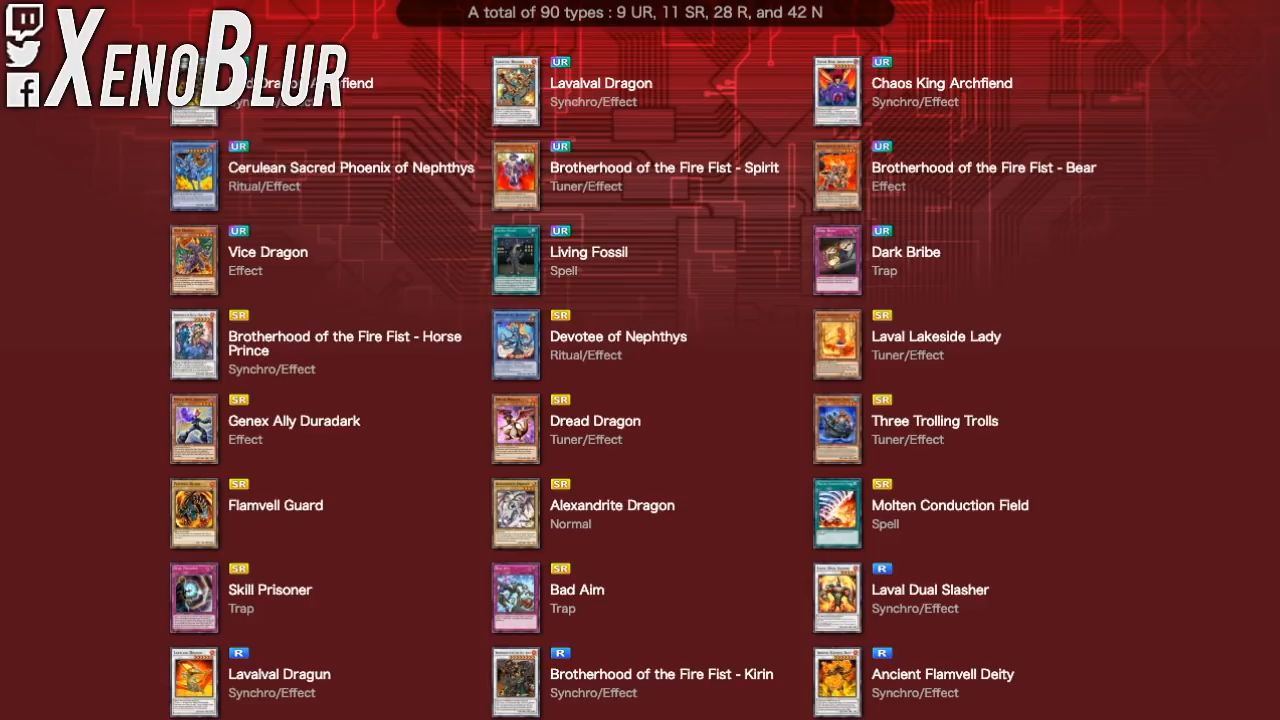 A total of 90 types : 9 UR, 11 SR, 28 R, and 42 N
XENOBLUR
UR
Lavalval Dragon
Synchro/Effect
UR
Chaos King Archfiend
Synchro/Effect
UR
Cerulean Sacred Phoenix of Nephthys
Ritual/Effect
UR
Brotherhood of the Fire Fist - Spirit
Tuner/Effect
UR
Brotherhood of the Fire Fist - Bear
Effect
UR
Vice Dragon
Effect
UR
Living Fossil
Spell
UR
Dark Bribe
Trap
SR
Brotherhood of the Fire Fist - Horse
Prince
Synchro/Effect
SR
Devotee of Nephthys
Ritual/Effect
SR
Laval Lakeside Lady
Tuner/Effect
SR
Genex Ally Duradark
Effect
SR
Dread Dragon
Tuner/Effect
SR
Three Trolling Trolls
Tuner/Effect
SR
Flamvell Guard
SR
Alexandrite Dragon
Normal
SR
Molten Conduction Field
Spell
SR
Skill Prisoner
Trap
SR
Bad Aim
Trap
R
Laval Dual Slasher
Synchro/Effect
R
Lavalval Dragun
Synchro/Effect
R
Brotherhood of the Fire Fist - Kirin
Synchro/Effect
R
Ancient Flamvell Deity
Synchro/Effect